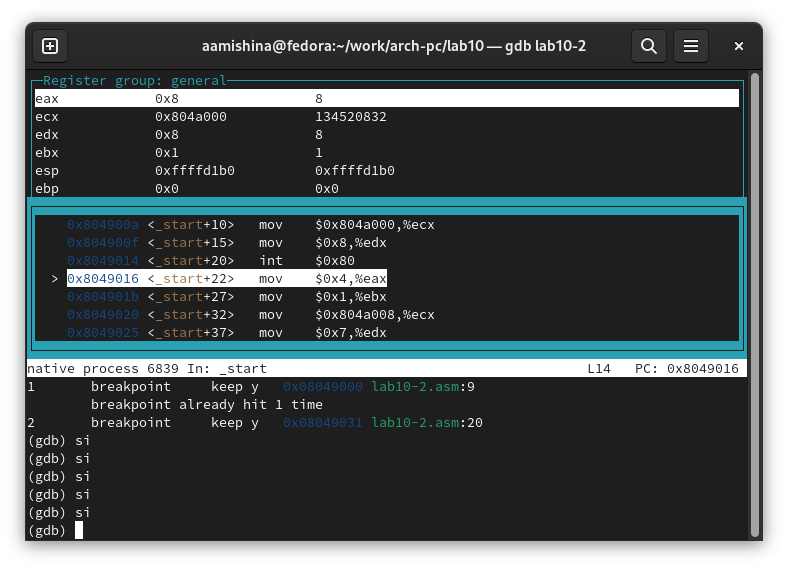 aamishina@fedora:~/work/arch-pc/lab10 — gdb lab10-2
Register group: general
eax 0x8 8
ecx 0x804a000 134520832
edx 0x8 8
ebx 0x1 1
esp 0xffffd1b0 0xffffd1b0
ebp 0x0 0x0
0x804900a <_start+10> mov $0x804a000,%ecx
0x804900f <_start+15> mov $0x8,%edx
0x8049014 <_start+20> int $0x80
> 0x8049016 <_start+22> mov $0x4,%eax
0x804901b <_start+27> mov $0x1,%ebx
0x8049020 <_start+32> mov $0x804a008,%ecx
0x8049025 <_start+37> mov $0x7,%edx
native process 6839 In: _start L14 PC: 0x8049016
1 breakpoint keep y 0x08049000 lab10-2.asm:9
breakpoint already hit 1 time
2 breakpoint keep y 0x08049031 lab10-2.asm:20
(gdb) si
(gdb) si
(gdb) si
(gdb) si
(gdb) si
(gdb)